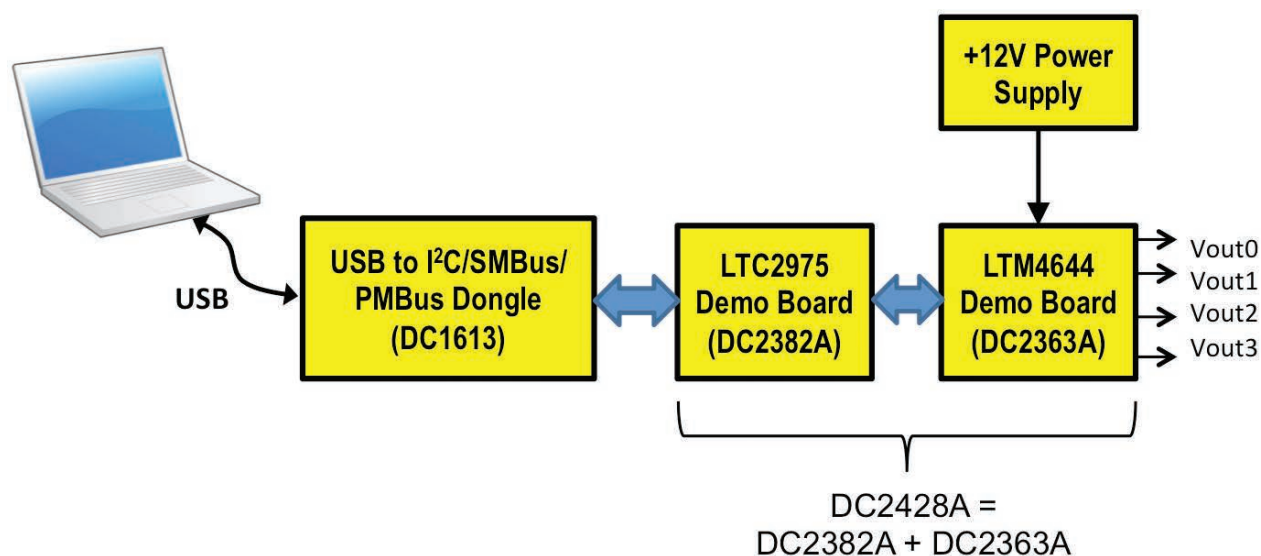 +12V Power
Supply
USB
USB to I²C/SMBus/
PMBus Dongle
(DC1613)
LTC2975
Demo Board
(DC2382A)
LTM4644
Demo Board
(DC2363A)
Vout0
Vout1
Vout2
Vout3
DC2428A =
DC2382A + DC2363A